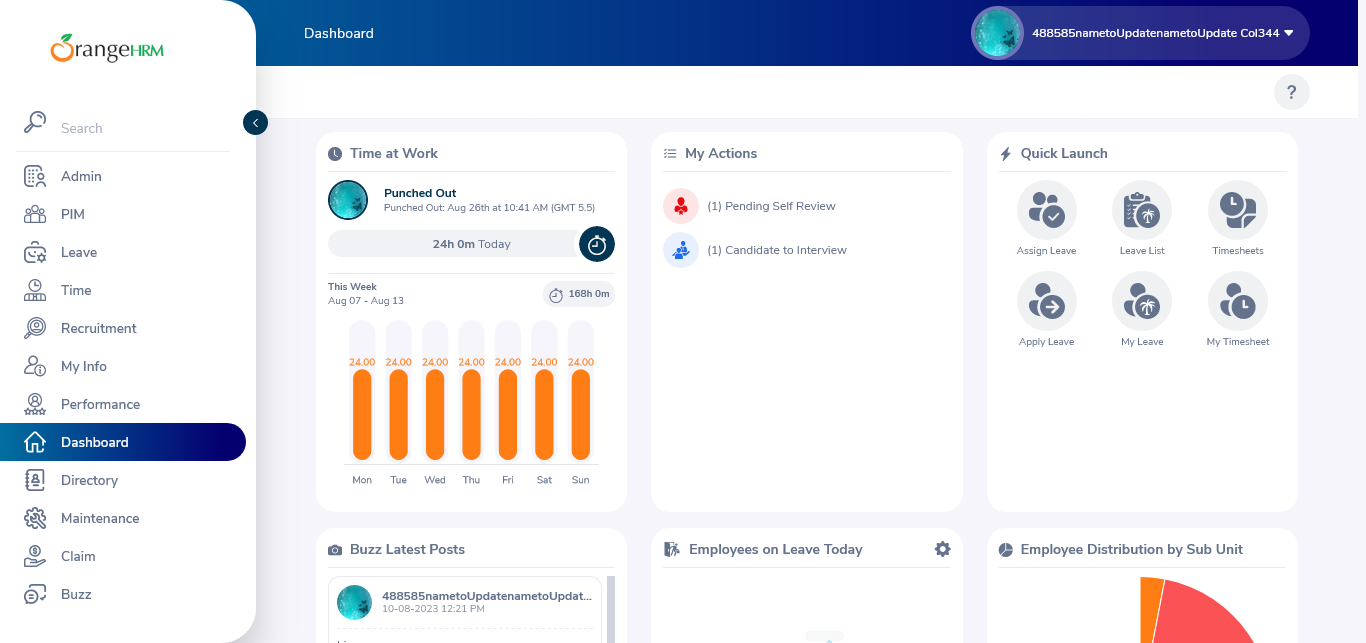 OrangeHRM
Dashboard
488585nametoUpdatenametoUpdate Col344
?
Search
Admin
PIM
Leave
Time
Recruitment
My Info
Performance
Dashboard
Directory
Maintenance
Claim
Buzz
Time at Work
Punched Out
Punched Out: Aug 26th at 10:41 AM (GMT 5.5)
24h 0m Today
This Week
Aug 07 - Aug 13
168h 0m
24.00 24.00 24.00 24.00 24.00 24.00 24.00
Mon Tue Wed Thu Fri Sat Sun
My Actions
(1) Pending Self Review
(1) Candidate to Interview
Quick Launch
Assign Leave Leave List Timesheets
Apply Leave My Leave My Timesheet
Buzz Latest Posts
488585nametoUpdatenametoUpdat...
10-08-2023 12:21 PM
Employees on Leave Today
Employee Distribution by Sub Unit